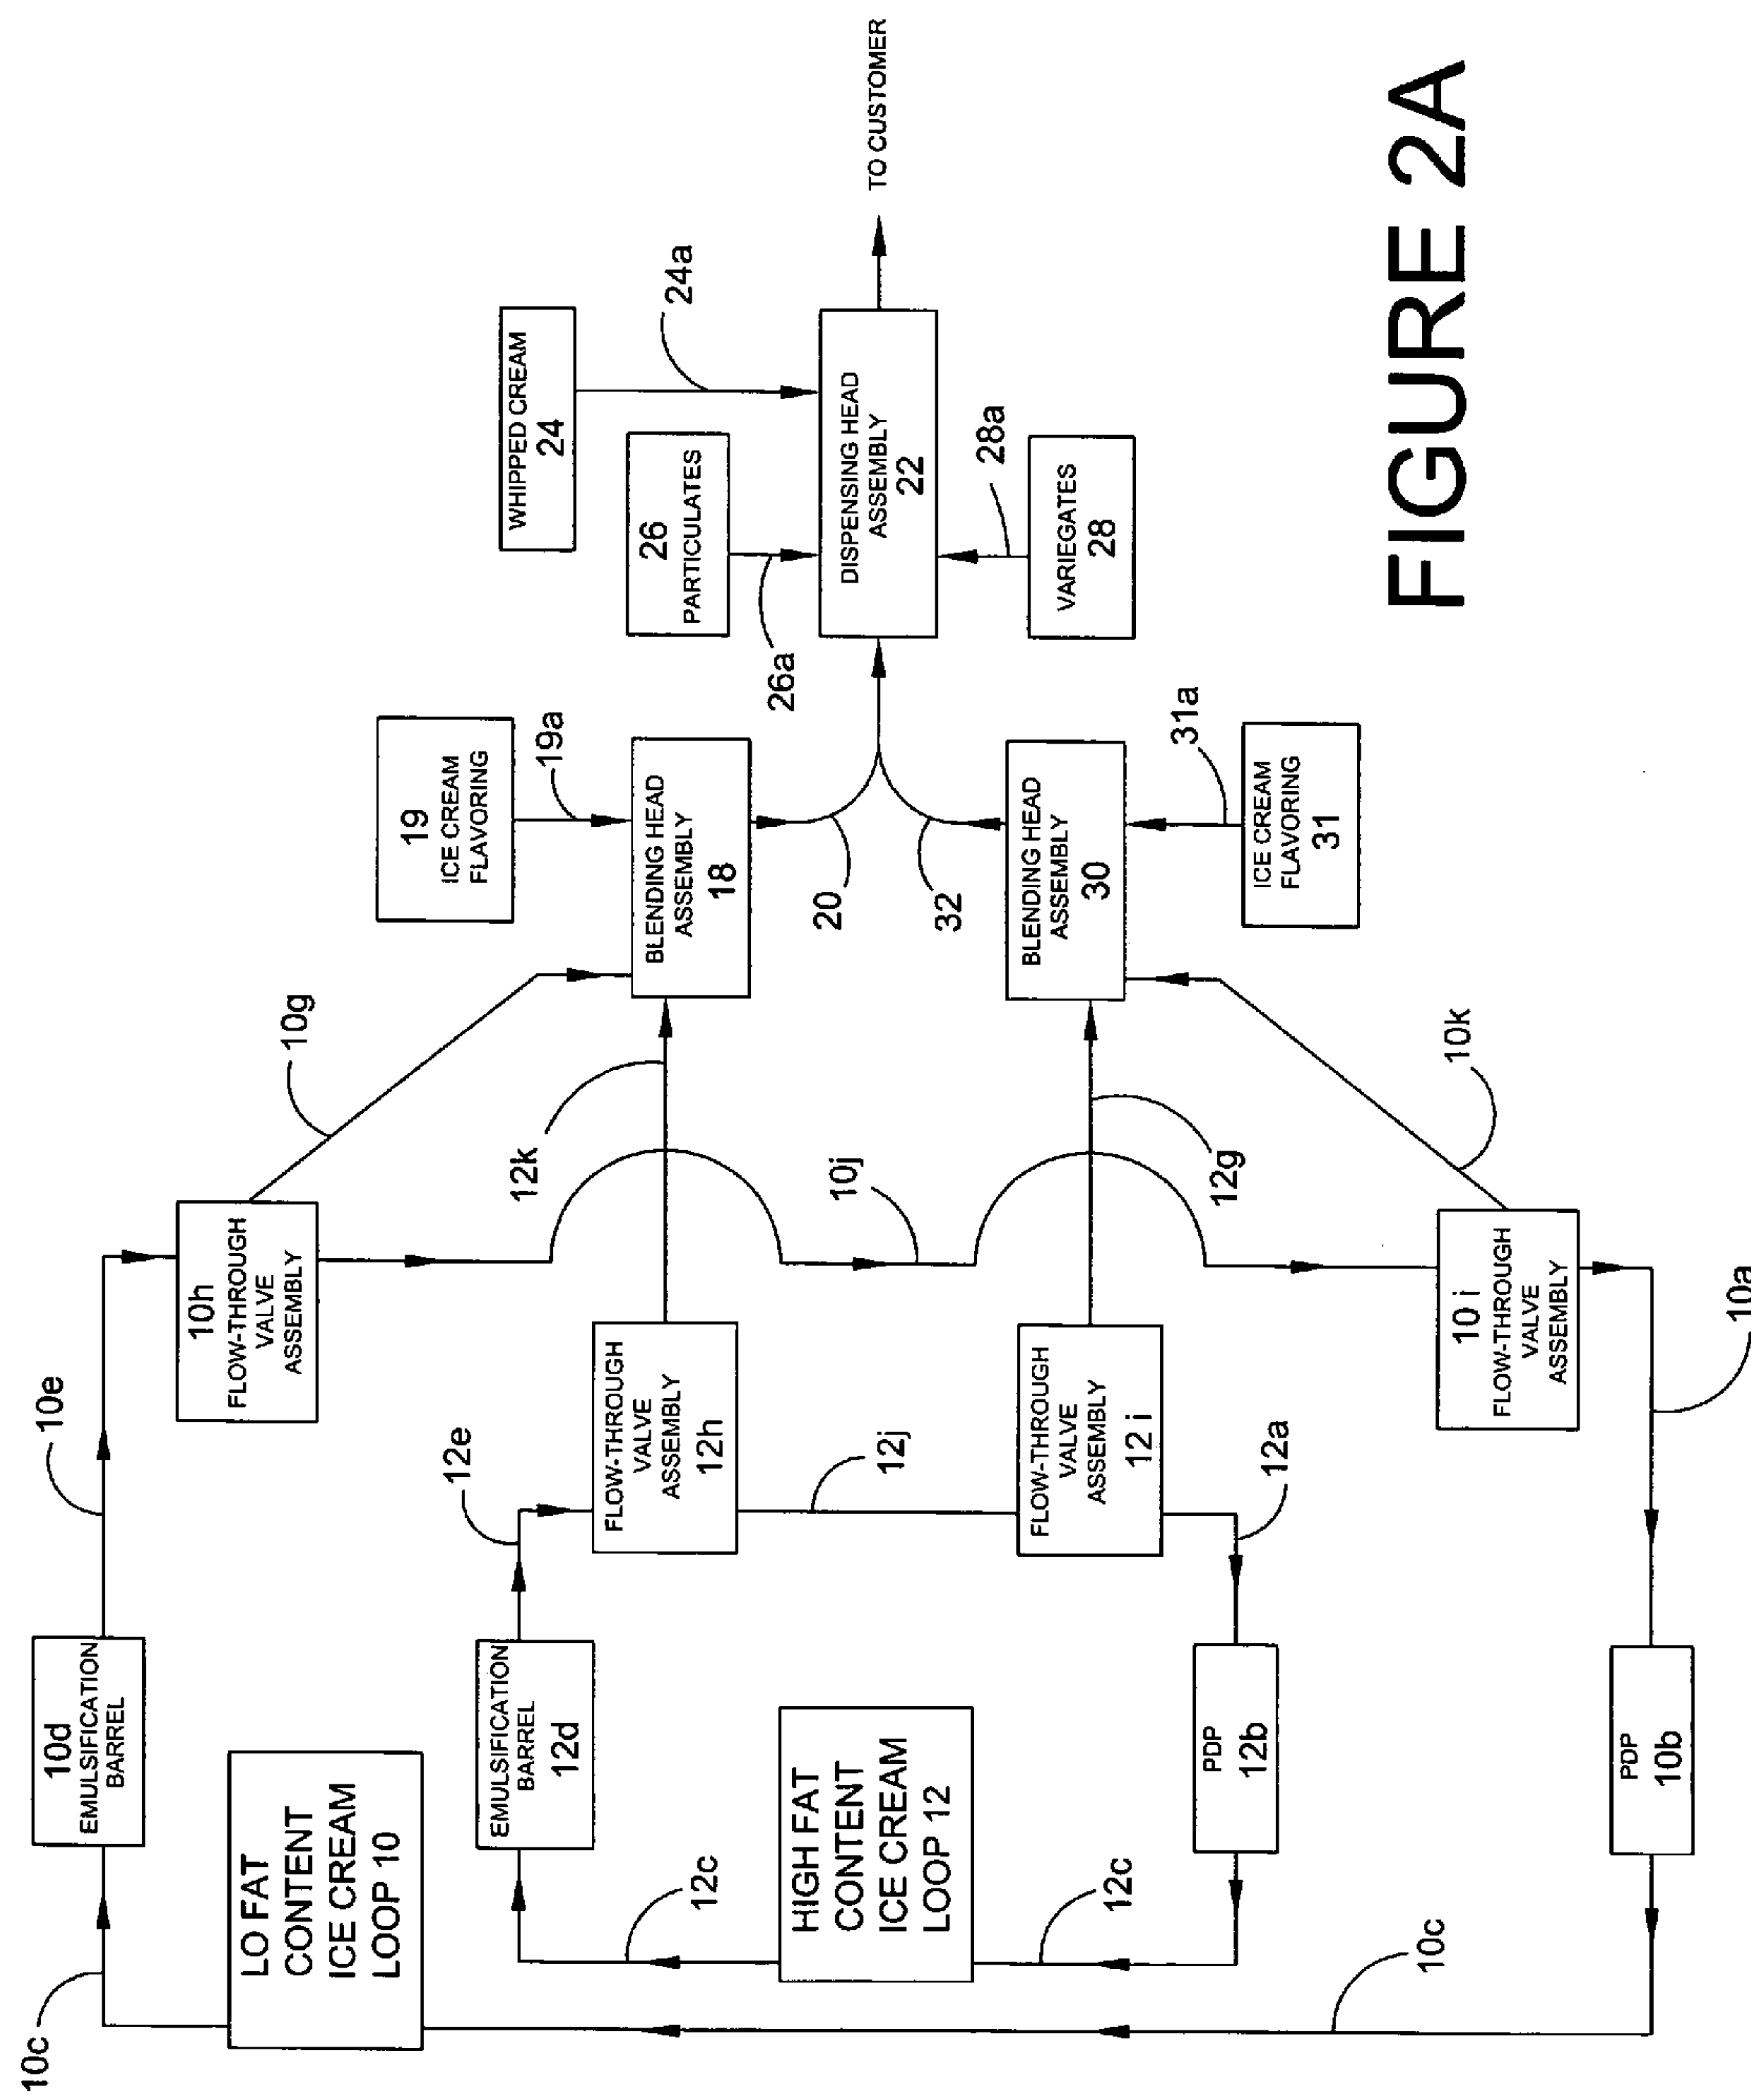 10c
10c
LO FAT
CONTENT
ICE CREAM
LOOP 10
10d
EMULSIFICATION
BARREL
10e
10h
FLOW-THROUGH
VALVE
ASSEMBLY
10g
12c
12c
HIGH FAT
CONTENT
ICE CREAM
LOOP 12
EMULSIFICATION
BARREL
12d
12e
FLOW-THROUGH
VALVE
ASSEMBLY
12h
12k
12j
10j
FLOW-THROUGH
VALVE
ASSEMBLY
12 i
12g
12a
PDP
12b
PDP
10b
10a
10 i
FLOW-THROUGH
VALVE
ASSEMBLY
10k
19
ICE CREAM
FLAVORING
19a
BLENDING HEAD
ASSEMBLY
18
20
32
BLENDING HEAD
ASSEMBLY
30
31a
ICE CREAM
FLAVORING
31
WHIPPED CREAM
24
24a
26
PARTICULATES
26a
DISPENSING HEAD
ASSEMBLY
22
28a
VARIEGATES
28
TO CUSTOMER
FIGURE 2A